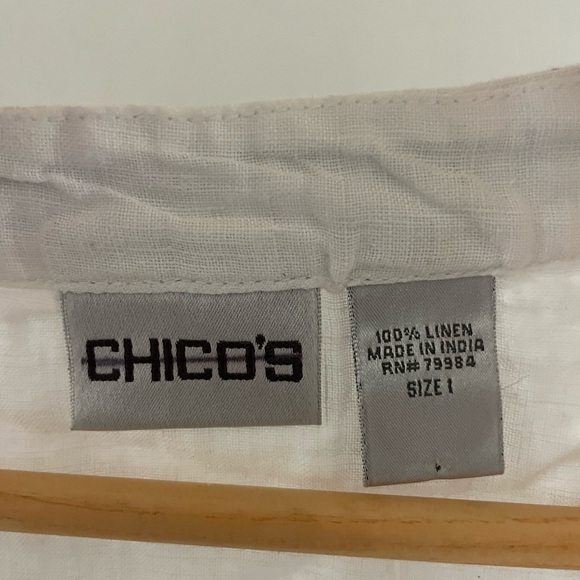 CHICO'S
100% LINEN
MADE IN INDIA
RN# 79984
SIZE 1